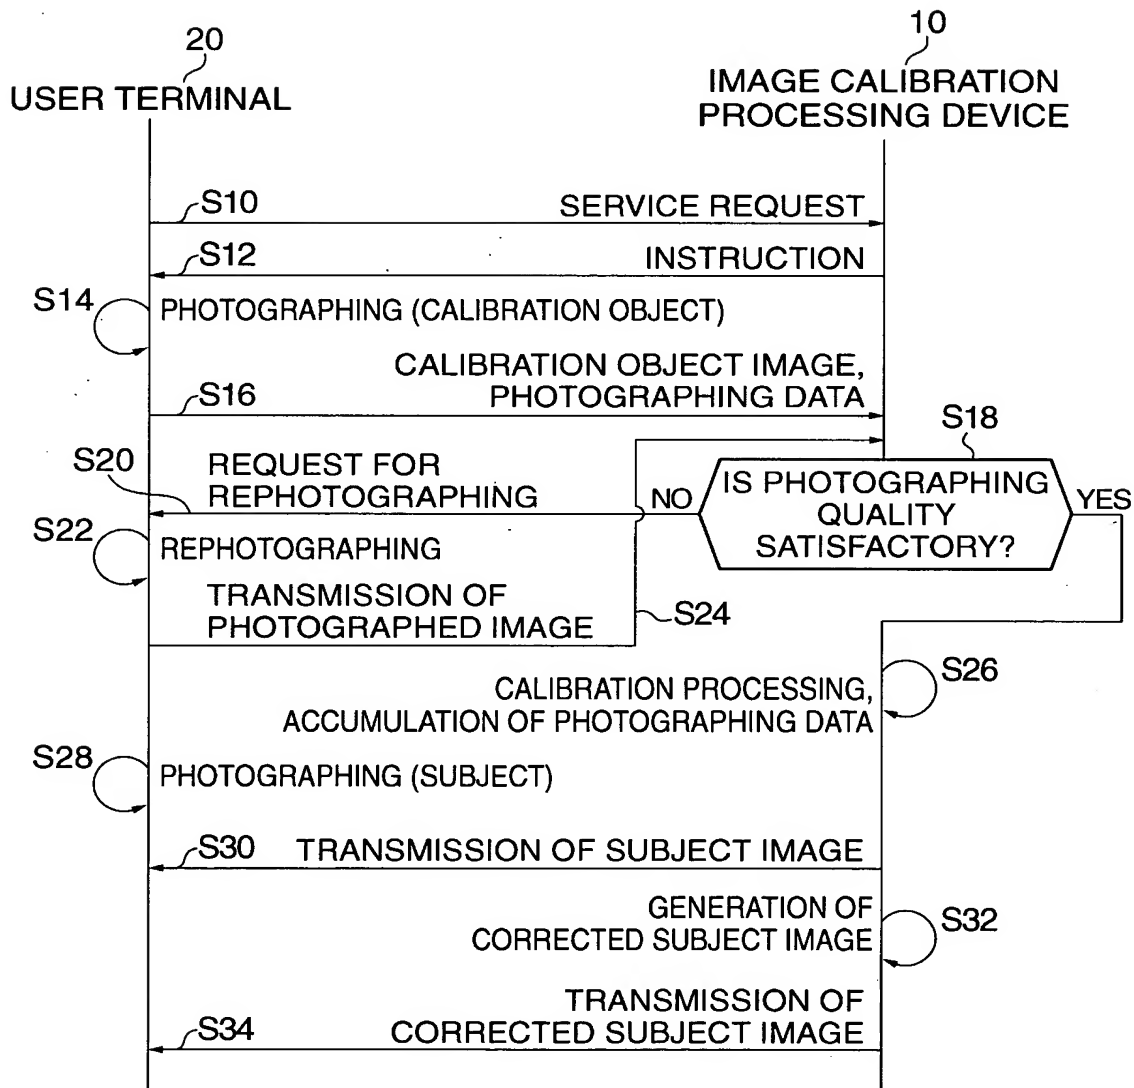 20
10
USER TERMINAL
IMAGE CALIBRATION
PROCESSING DEVICE
S10
SERVICE REQUEST
S12
INSTRUCTION
S14
PHOTOGRAPHING (CALIBRATION OBJECT)
CALIBRATION OBJECT IMAGE,
PHOTOGRAPHING DATA
S16
S18
S20
REQUEST FOR
REPHOTOGRAPHING
NO
IS PHOTOGRAPHING
QUALITY
SATISFACTORY?
YES
S22
REPHOTOGRAPHING
TRANSMISSION OF
PHOTOGRAPHED IMAGE
S24
S26
CALIBRATION PROCESSING,
ACCUMULATION OF PHOTOGRAPHING DATA
S28
PHOTOGRAPHING (SUBJECT)
S30
TRANSMISSION OF SUBJECT IMAGE
GENERATION OF
CORRECTED SUBJECT IMAGE
S32
TRANSMISSION OF
CORRECTED SUBJECT IMAGE
S34